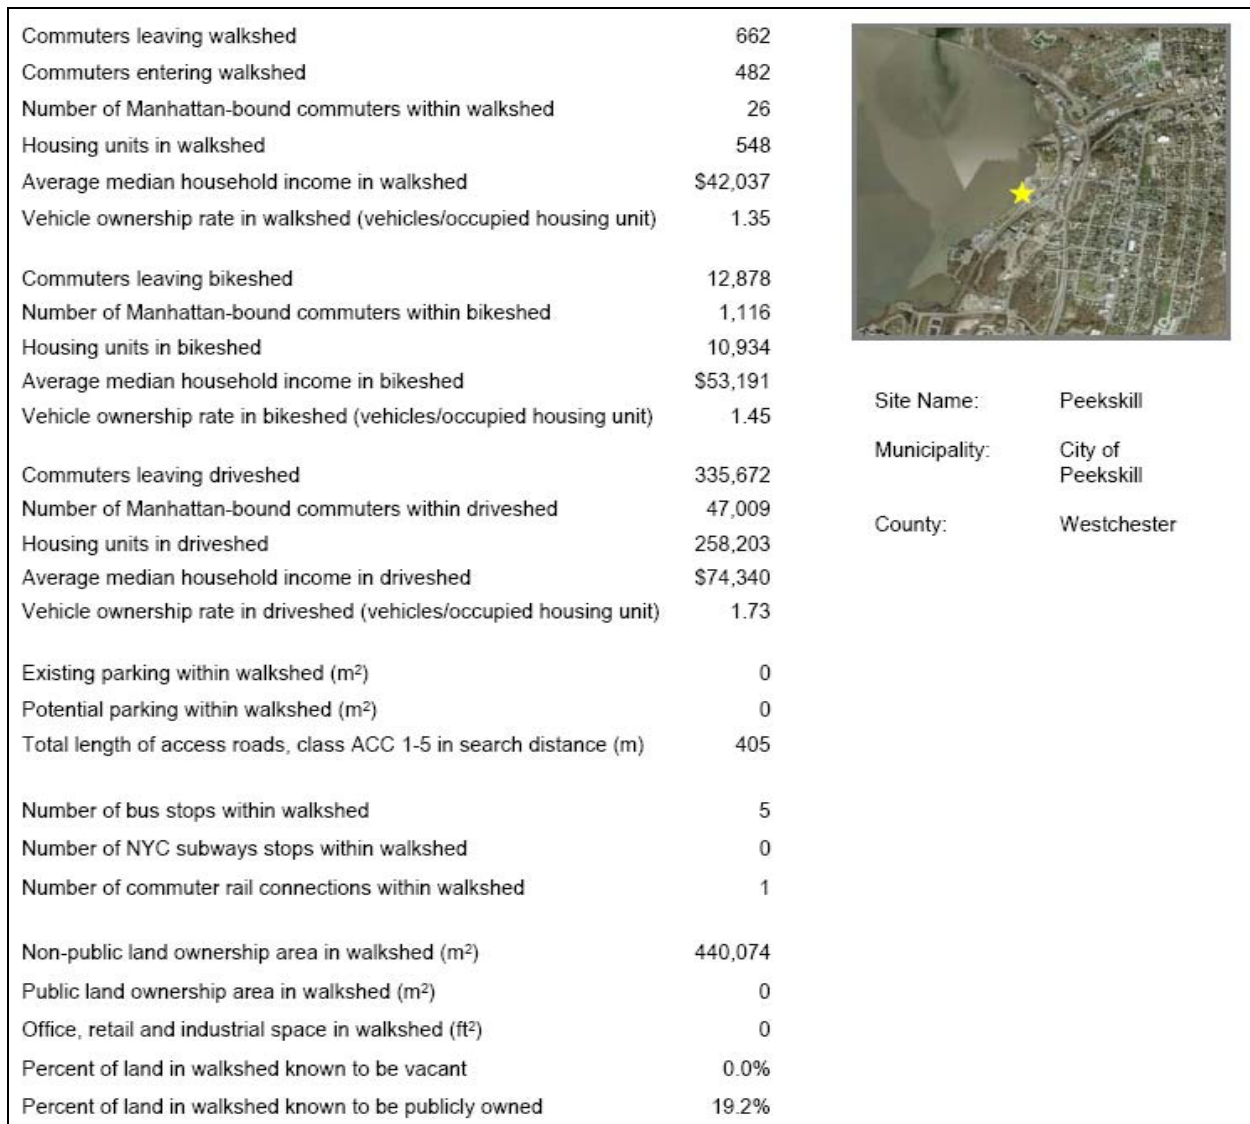 Commuters leaving walkshed 662
Commuters entering walkshed 482
Number of Manhattan-bound commuters within walkshed 26
Housing units in walkshed 548
Average median household income in walkshed $42,037
Vehicle ownership rate in walkshed (vehicles/occupied housing unit) 1.35
Commuters leaving bikeshed 12,878
Number of Manhattan-bound commuters within bikeshed 1,116
Housing units in bikeshed 10,934
Average median household income in bikeshed $53,191
Vehicle ownership rate in bikeshed (vehicles/occupied housing unit) 1.45
Commuters leaving driveshed 335,672
Number of Manhattan-bound commuters within driveshed 47,009
Housing units in driveshed 258,203
Average median household income in driveshed $74,340
Vehicle ownership rate in driveshed (vehicles/occupied housing unit) 1.73
Existing parking within walkshed (m²) 0
Potential parking within walkshed (m²) 0
Total length of access roads, class ACC 1-5 in search distance (m) 405
Number of bus stops within walkshed 5
Number of NYC subways stops within walkshed 0
Number of commuter rail connections within walkshed 1
Non-public land ownership area in walkshed (m²) 440,074
Public land ownership area in walkshed (m²) 0
Office, retail and industrial space in walkshed (ft²) 0
Percent of land in walkshed known to be vacant 0.0%
Percent of land in walkshed known to be publicly owned 19.2%
Site Name: Peekskill
Municipality: City of
Peekskill
County: Westchester